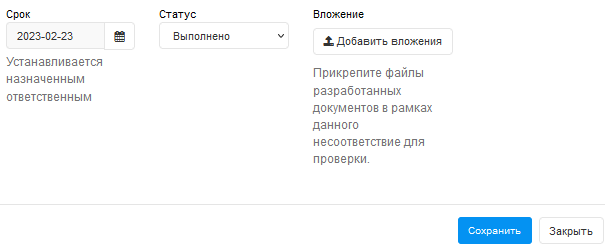 Срок
Статус
Вложение
2023-02-23
Выполнено
Добавить вложения
Устанавливается
назначенным
ответственным
Прикрепите файлы
разработанных
документов в рамках
данного
несоответствие для
проверки.
Сохранить
Закрыть